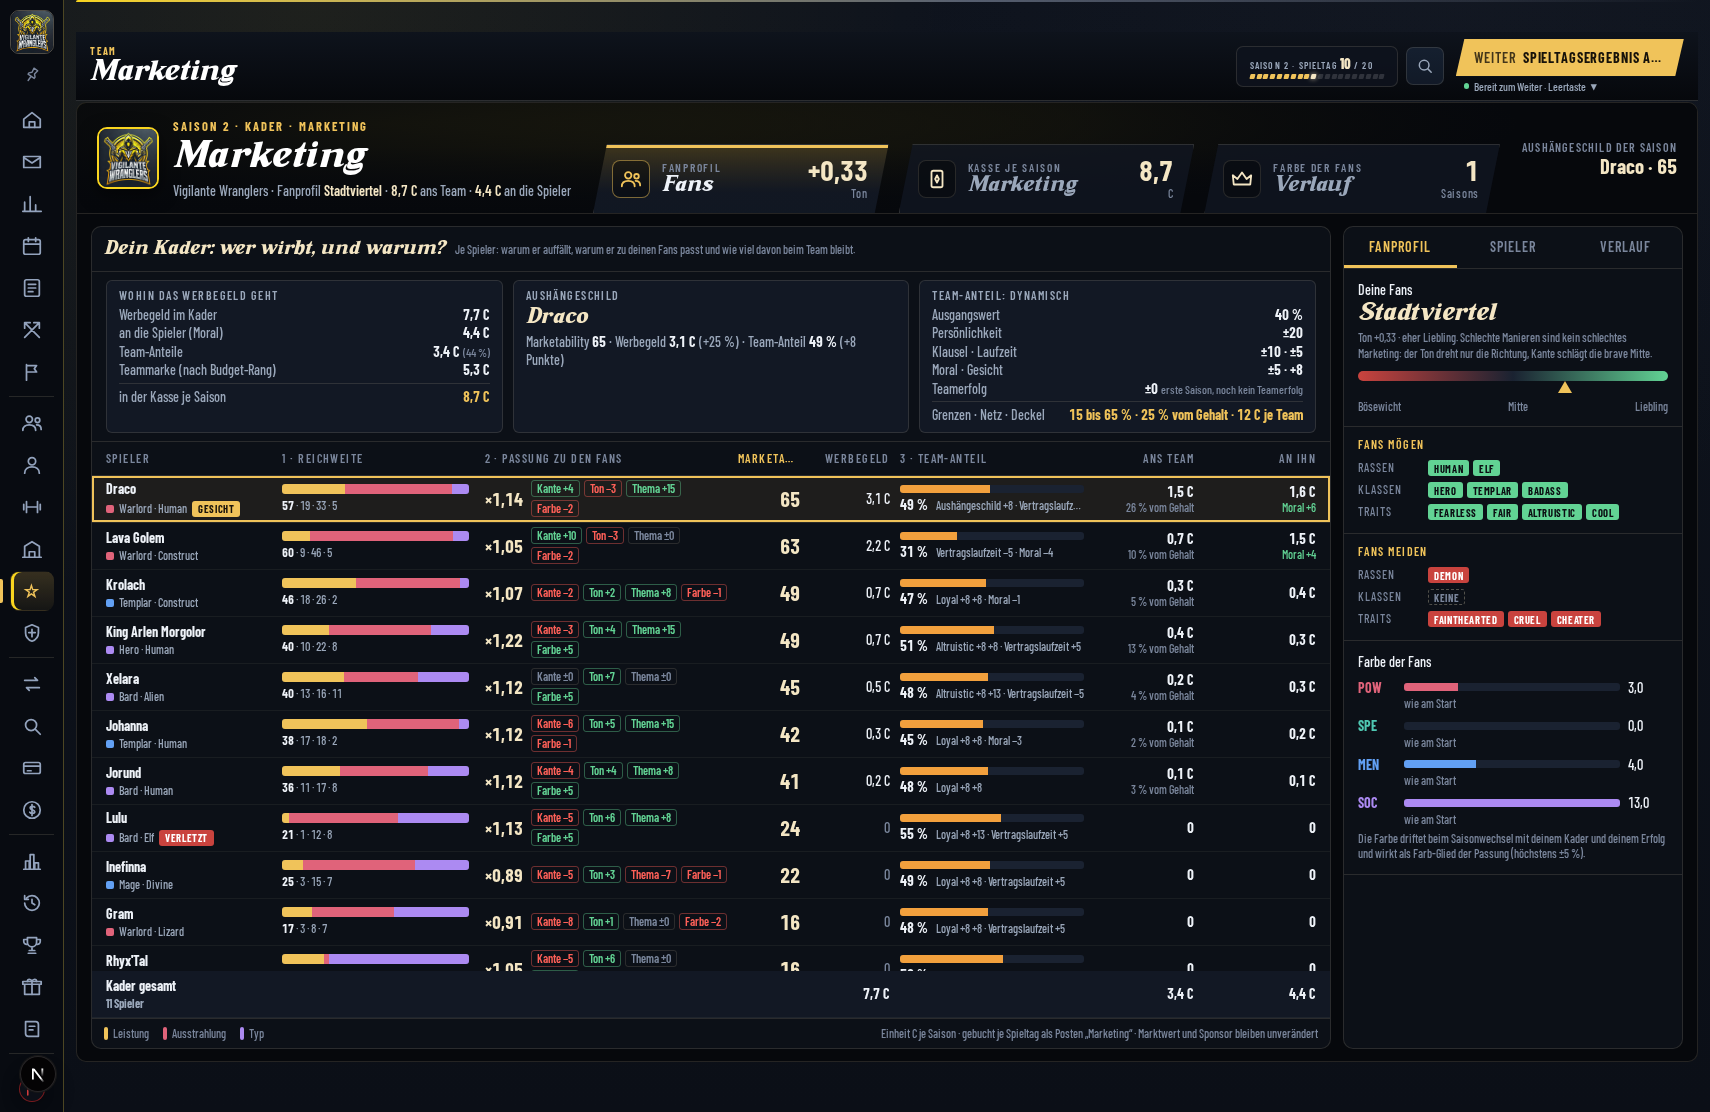 TEAM
Marketing
SAISON 2 · SPIELTAG 10 / 20
WEITER SPIELTAGSERGEBNIS A…
Bereit zum Weiter · Leertaste ▼
SAISON 2 · KADER · MARKETING
Marketing
Vigilante Wranglers · Fanprofil Stadtviertel · 8,7 C ans Team · 4,4 C an die Spieler
FANPROFIL
Fans
+0,33
Ton
KASSE JE SAISON
Marketing
8,7
C
FARBE DER FANS
Verlauf
1
Saisons
AUSHÄNGESCHILD DER SAISON
Draco · 65
Dein Kader: wer wirbt, und warum? Je Spieler: warum er auffällt, warum er zu deinen Fans passt und wie viel davon beim Team bleibt.
WOHIN DAS WERBEGELD GEHT
Werbegeld im Kader 7,7 C
an die Spieler (Moral) 4,4 C
Team-Anteile 3,4 C (44 %)
Teammarke (nach Budget-Rang) 5,3 C
in der Kasse je Saison 8,7 C
AUSHÄNGESCHILD
Draco
Marketability 65 · Werbegeld 3,1 C (+25 %) · Team-Anteil 49 % (+8
Punkte)
TEAM-ANTEIL: DYNAMISCH
Ausgangswert 40 %
Persönlichkeit ±20
Klausel · Laufzeit ±10 · ±5
Moral · Gesicht ±5 · +8
Teamerfolg ±0 erste Saison, noch kein Teamerfolg
Grenzen · Netz · Deckel 15 bis 65 % · 25 % vom Gehalt · 12 C je Team
SPIELER 1 · REICHWEITE 2 · PASSUNG ZU DEN FANS MARKETA… WERBEGELD 3 · TEAM-ANTEIL ANS TEAM AN IHN
Draco
Warlord · Human GESICHT
57 · 19 · 33 · 5
×1,14 Kante +4 Ton −3 Thema +15
Farbe −2
65 3,1 C
49 % Aushängeschild +8 · Vertragslaufz…
1,5 C
26 % vom Gehalt
1,6 C
Moral +6
Lava Golem
Warlord · Construct
60 · 9 · 46 · 5
×1,05 Kante +10 Ton −3 Thema ±0
Farbe −2
63 2,2 C
31 % Vertragslaufzeit −5 · Moral −4
0,7 C
10 % vom Gehalt
1,5 C
Moral +4
Krolach
Templar · Construct
46 · 18 · 26 · 2
×1,07 Kante −2 Ton +2 Thema +8 Farbe −1
49 0,7 C
47 % Loyal +8 +8 · Moral −1
0,3 C
5 % vom Gehalt
0,4 C
King Arlen Morgolor
Hero · Human
40 · 10 · 22 · 8
×1,22 Kante −3 Ton +4 Thema +15
Farbe +5
49 0,7 C
51 % Altruistic +8 +8 · Vertragslaufzeit +5
0,4 C
13 % vom Gehalt
0,3 C
Xelara
Bard · Alien
40 · 13 · 16 · 11
×1,12 Kante ±0 Ton +7 Thema ±0
Farbe +5
45 0,5 C
48 % Altruistic +8 +13 · Vertragslaufzeit −5
0,2 C
4 % vom Gehalt
0,3 C
Johanna
Templar · Human
38 · 17 · 18 · 2
×1,12 Kante −6 Ton +5 Thema +15
Farbe −1
42 0,3 C
45 % Loyal +8 +8 · Moral −3
0,1 C
2 % vom Gehalt
0,2 C
Jorund
Bard · Human
36 · 11 · 17 · 8
×1,12 Kante −4 Ton +4 Thema +8
Farbe +5
41 0,2 C
48 % Loyal +8 +8
0,1 C
3 % vom Gehalt
0,1 C
Lulu
Bard · Elf VERLETZT
21 · 1 · 12 · 8
×1,13 Kante −5 Ton +6 Thema +8
Farbe +5
24 0
55 % Loyal +8 +13 · Vertragslaufzeit +5
0 0
Inefinna
Mage · Divine
25 · 3 · 15 · 7
×0,89 Kante −5 Ton +3 Thema −7 Farbe −1
22 0
49 % Loyal +8 +8 · Vertragslaufzeit +5
0 0
Gram
Warlord · Lizard
17 · 3 · 8 · 7
×0,91 Kante −8 Ton +1 Thema ±0 Farbe −2
16 0
48 % Loyal +8 +8 · Vertragslaufzeit +5
0 0
Rhyx'Tal
×1,05 Kante −5 Ton +6 Thema ±0
16 0
0 0
Kader gesamt
11 Spieler
7,7 C 3,4 C 4,4 C
Leistung Ausstrahlung Typ
Einheit C je Saison · gebucht je Spieltag als Posten „Marketing“ · Marktwert und Sponsor bleiben unverändert
FANPROFIL SPIELER VERLAUF
Deine Fans
Stadtviertel
Ton +0,33 · eher Liebling. Schlechte Manieren sind kein schlechtes
Marketing: der Ton dreht nur die Richtung, Kante schlägt die brave Mitte.
Bösewicht Mitte Liebling
FANS MÖGEN
RASSEN HUMAN ELF
KLASSEN HERO TEMPLAR BADASS
TRAITS FEARLESS FAIR ALTRUISTIC COOL
FANS MEIDEN
RASSEN DEMON
KLASSEN KEINE
TRAITS FAINTHEARTED CRUEL CHEATER
Farbe der Fans
POW 3,0
wie am Start
SPE 0,0
wie am Start
MEN 4,0
wie am Start
SOC 13,0
wie am Start
Die Farbe driftet beim Saisonwechsel mit deinem Kader und deinem Erfolg
und wirkt als Farb-Glied der Passung (höchstens ±5 %).
VIGILANTE
WRANGLERS
N